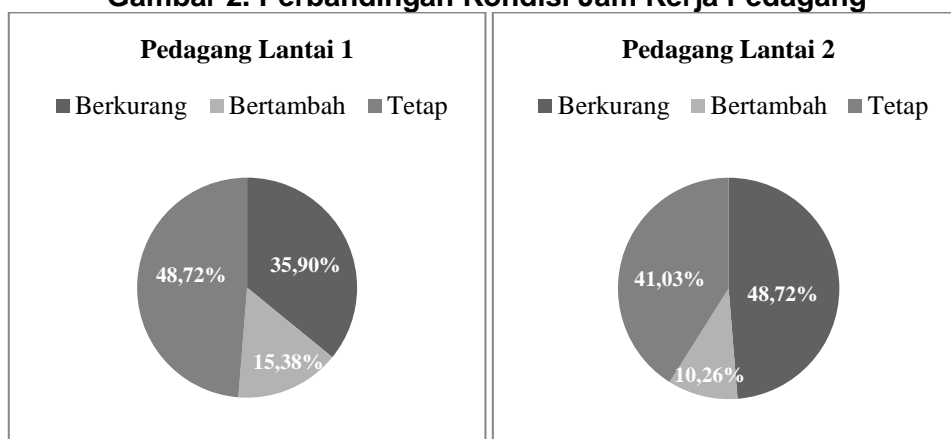 Gambar 2. Perbandingan Kondisi Jam Kerja Pedagang
Pedagang Lantai 1
Berkurang Bertambah Tetap
48,72%
35,90%
15,38%
Pedagang Lantai 2
Berkurang Bertambah Tetap
41,03%
48,72%
10,26%